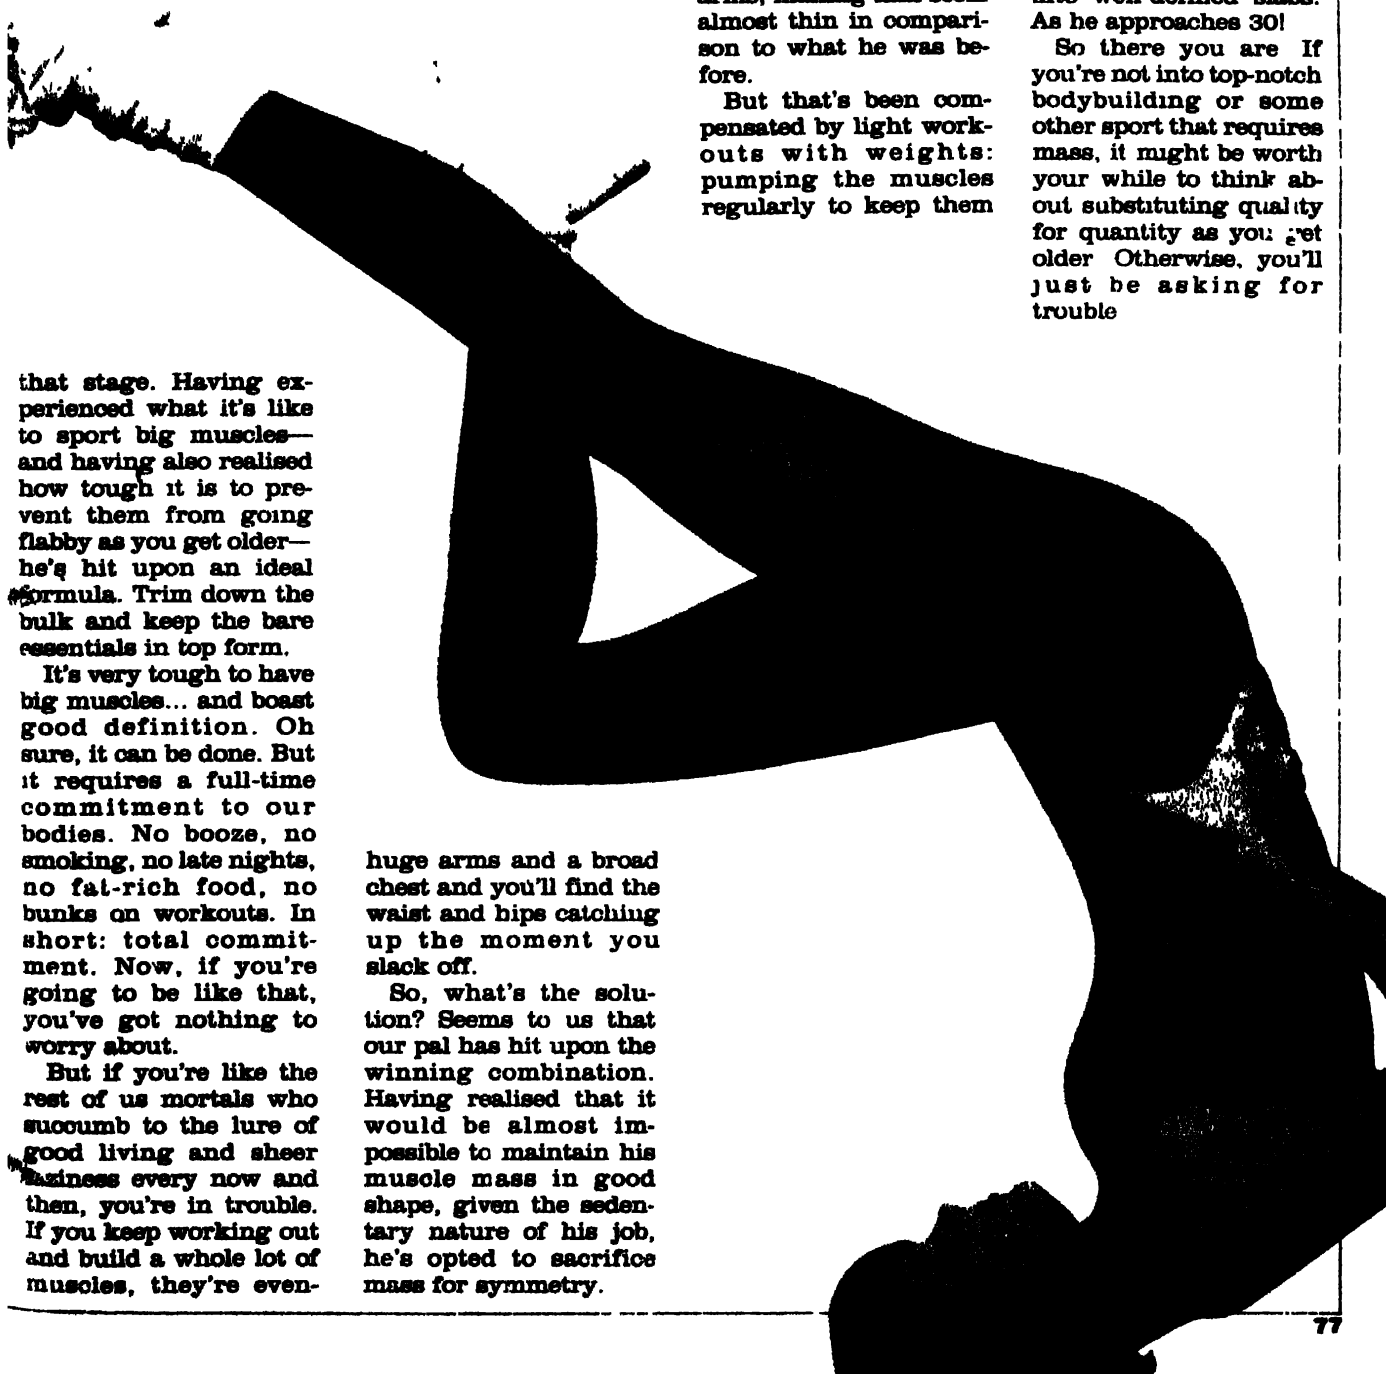 that stage. Having ex-
perienced what it's like
to sport big muscles—
and having also realised
how tough it is to pre-
vent them from going
flabby as you get older—
he's hit upon an ideal
formula. Trim down the
bulk and keep the bare
essentials in top form.
It's very tough to have
big muscles... and boast
good definition. Oh
sure, it can be done. But
it requires a full-time
commitment to our
bodies. No booze, no
smoking, no late nights,
no fat-rich food, no
bunks on workouts. In
short: total commit-
ment. Now, if you're
going to be like that,
you've got nothing to
worry about.
But if you're like the
rest of us mortals who
succumb to the lure of
good living and sheer
laziness every now and
then, you're in trouble.
If you keep working out
and build a whole lot of
muscles, they're even-
huge arms and a broad
chest and you'll find the
waist and hips catching
up the moment you
slack off.
So, what's the solu-
tion? Seems to us that
our pal has hit upon the
winning combination.
Having realised that it
would be almost im-
possible to maintain his
muscle mass in good
shape, given the seden-
tary nature of his job,
he's opted to sacrifice
mass for symmetry.
almost thin in compari-
son to what he was be-
fore.
But that's been com-
pensated by light work-
outs with weights:
pumping the muscles
regularly to keep them
As he approaches 30!
So there you are If
you're not into top-notch
bodybuilding or some
other sport that requires
mass, it might be worth
your while to think ab-
out substituting quality
for quantity as you get
older Otherwise, you'll
just be asking for
trouble
77